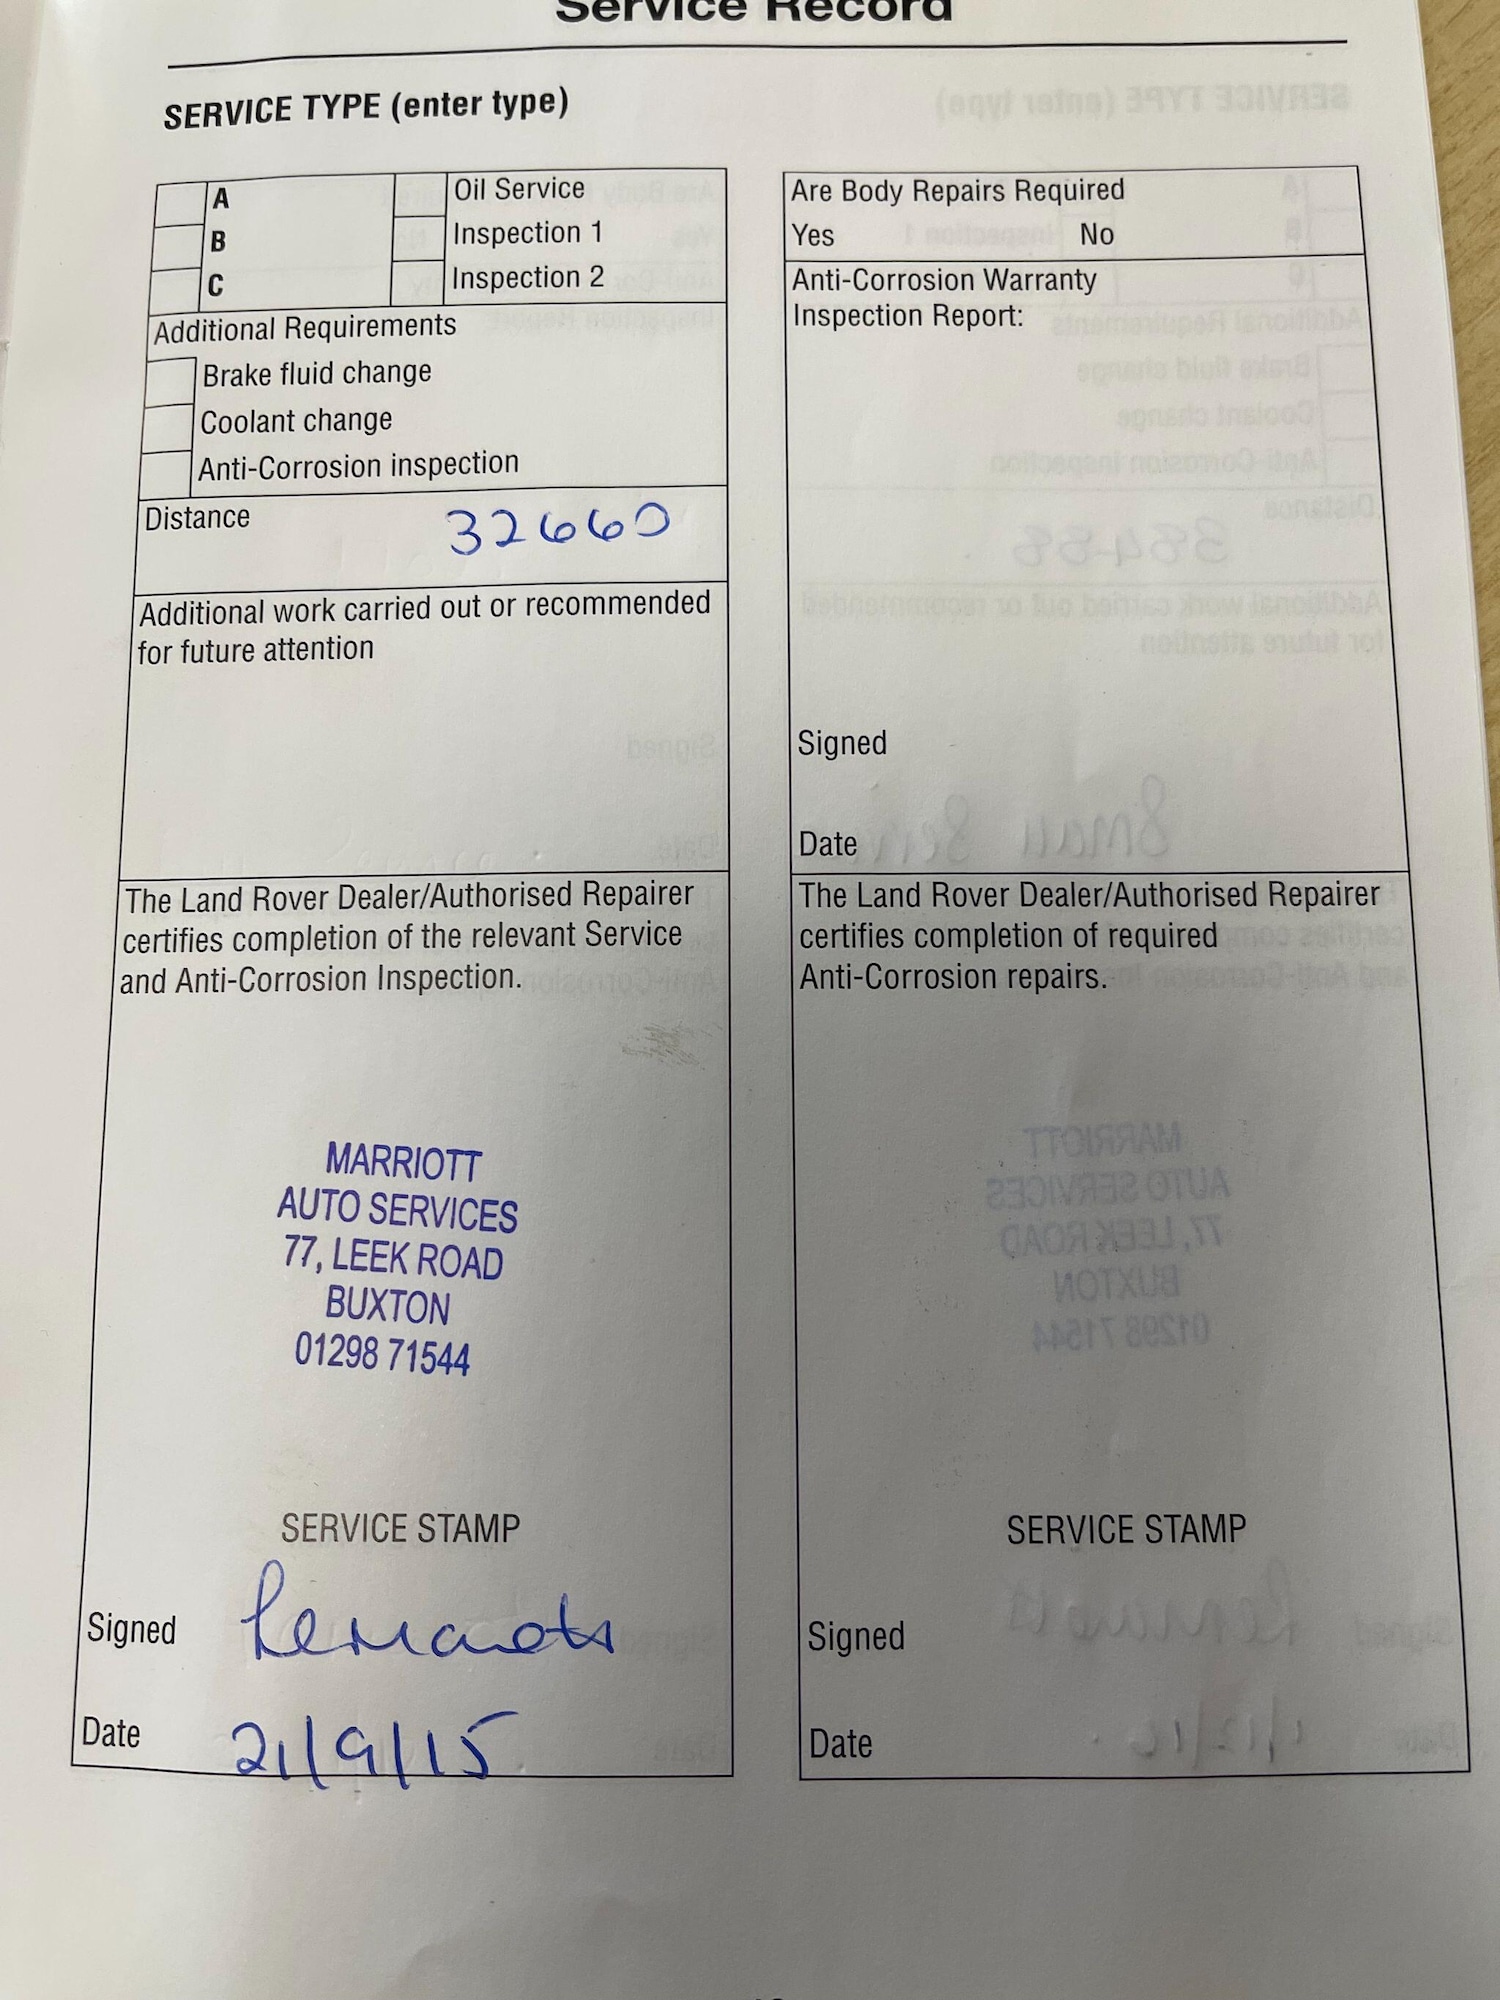 Service Record
SERVICE TYPE (enter type)
A
B
C
Oil Service
Inspection 1
Inspection 2
Additional Requirements
Brake fluid change
Coolant change
Anti-Corrosion inspection
Distance 32660
Additional work carried out or recommended
for future attention
The Land Rover Dealer/Authorised Repairer
certifies completion of the relevant Service
and Anti-Corrosion Inspection.
MARRIOTT
AUTO SERVICES
77, LEEK ROAD
BUXTON
01298 71544
SERVICE STAMP
Signed
Date 21/9/15
Are Body Repairs Required
Yes No
Anti-Corrosion Warranty
Inspection Report:
Signed
Date
The Land Rover Dealer/Authorised Repairer
certifies completion of required
Anti-Corrosion repairs.
SERVICE STAMP
Signed
Date